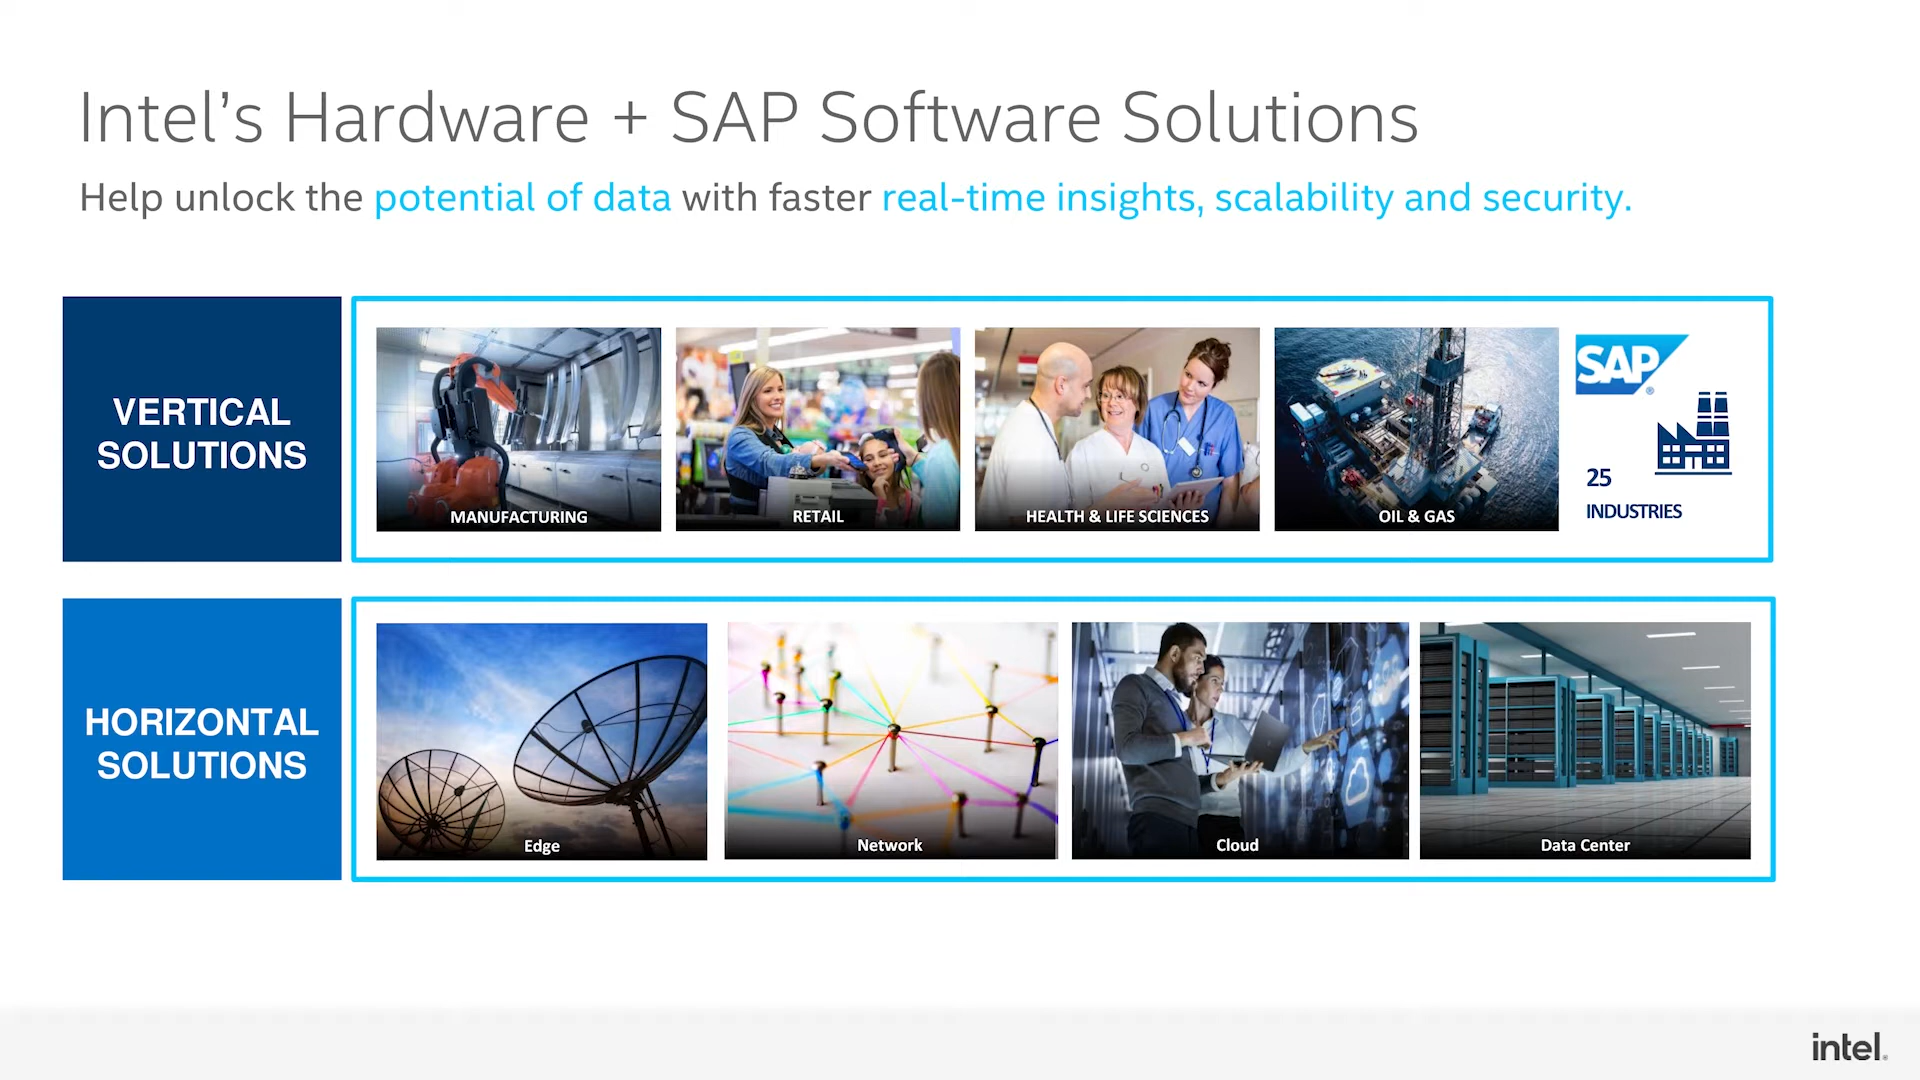 Intel’s Hardware + SAP Software Solutions
Help unlock the potential of data with faster real-time insights, scalability and security.
VERTICAL
SOLUTIONS
MANUFACTURING
RETAIL
HEALTH & LIFE SCIENCES
OIL & GAS
SAP®
25
INDUSTRIES
HORIZONTAL
SOLUTIONS
Edge
Network
Cloud
Data Center
intel.